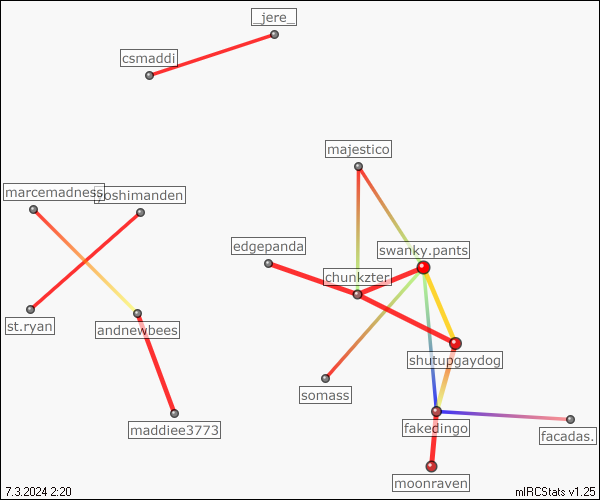 _jere_
csmaddi
majestico
marcemadness
yoshimanden
edgepanda
swanky.pants
chunkzter
st.ryan
andnewbees
shutupgaydog
somass
maddiee3773
fakedingo
facadas.
moonraven
7.3.2024 2:20
mIRCStats v1.25